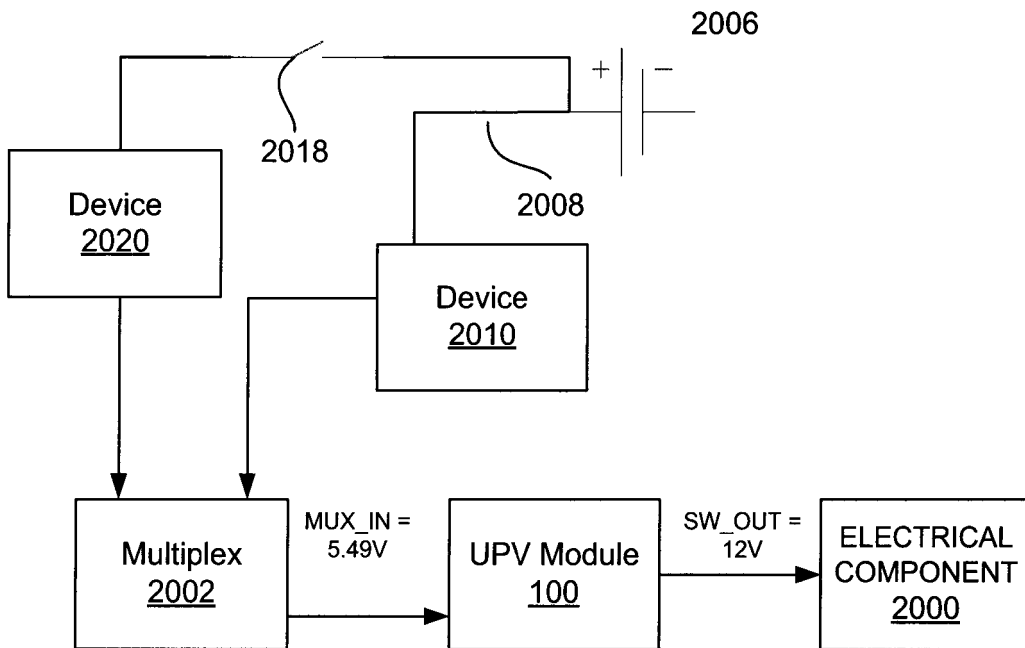 2006
+ −
2018
2008
Device
2020
Device
2010
MUX_IN =
5.49V
SW_OUT =
12V
Multiplex
2002
UPV Module
100
ELECTRICAL
COMPONENT
2000